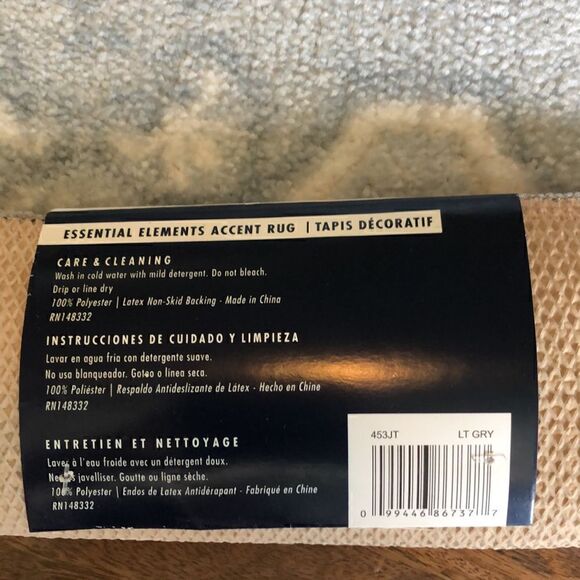 ESSENTIAL ELEMENTS ACCENT RUG | TAPIS DÉCORATIF
CARE & CLEANING
Wash in cold water with mild detergent. Do not bleach.
Drip or line dry
100% Polyester | Latex Non-Skid Backing - Made in China
RN148332
INSTRUCCIONES DE CUIDADO Y LIMPIEZA
Lavar en agua fria con detergente suave.
No usa blanqueador. Goteo o linea seca.
100% Poliéster | Respaldo Antideslizante de Látex - Hecho en Chine
RN148332
ENTRETIEN ET NETTOYAGE
Lavez à l'eau froide avec un détergent doux.
javelliser. Goutte ou ligne sèche.
100% Polyester | Endos de Latex Antidérapant - Fabriqué en Chine
RN148332
453JT LT GRY
0 99446 86737 7